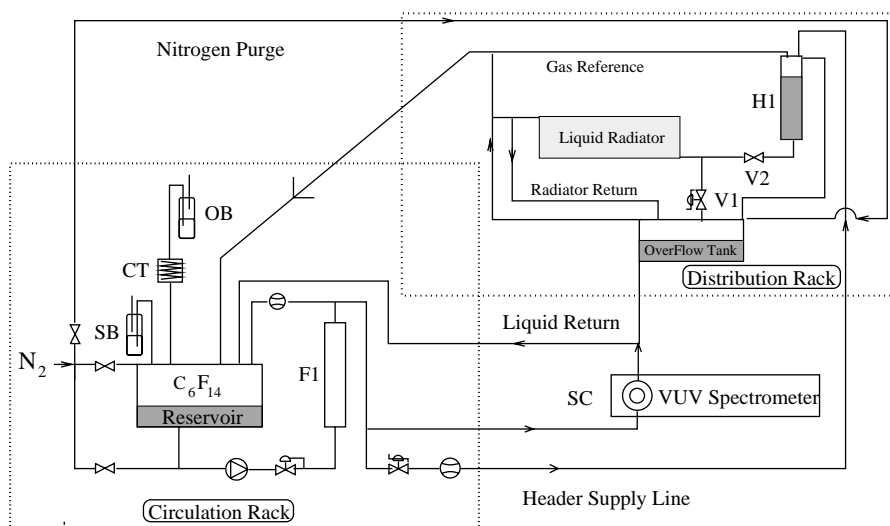 Nitrogen Purge
Gas Reference
H1
Liquid Radiator
V2
Radiator Return
V1
OB
OverFlow Tank
CT
Distribution Rack
SB
Liquid Return
N₂
C₆F₁₄
F1
SC
VUV Spectrometer
Reservoir
Header Supply Line
Circulation Rack